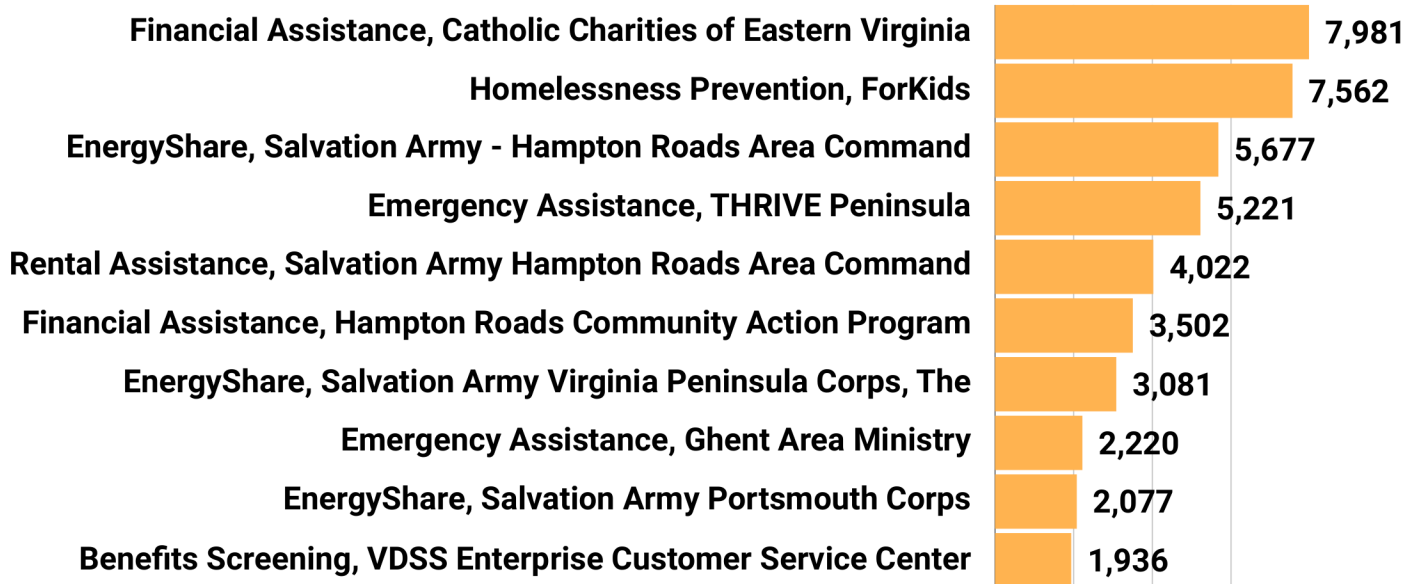 Financial Assistance, Catholic Charities of Eastern Virginia 7,981
Homelessness Prevention, ForKids 7,562
EnergyShare, Salvation Army - Hampton Roads Area Command 5,677
Emergency Assistance, THRIVE Peninsula 5,221
Rental Assistance, Salvation Army Hampton Roads Area Command 4,022
Financial Assistance, Hampton Roads Community Action Program 3,502
EnergyShare, Salvation Army Virginia Peninsula Corps, The 3,081
Emergency Assistance, Ghent Area Ministry 2,220
EnergyShare, Salvation Army Portsmouth Corps 2,077
Benefits Screening, VDSS Enterprise Customer Service Center 1,936